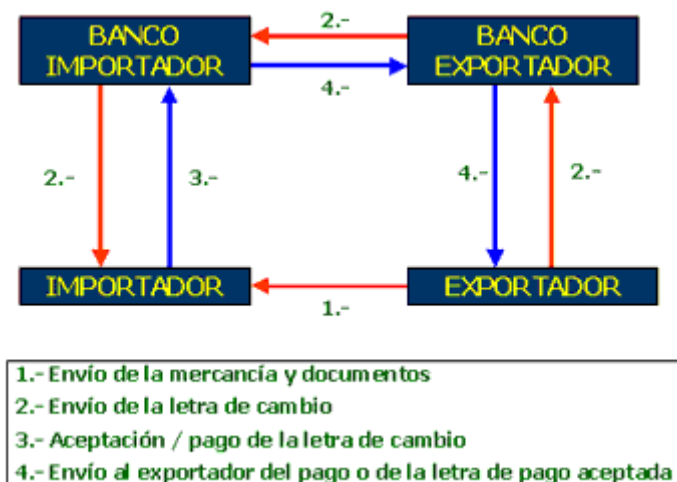 2.-
BANCO
IMPORTADOR
BANCO
EXPORTADOR
4.-
2.-
3.-
4.-
2.-
IMPORTADOR
EXPORTADOR
1.-
1.- Envío de la mercancía y documentos
2.- Envío de la letra de cambio
3.- Aceptación / pago de la letra de cambio
4.- Envío al exportador del pago o de la letra de pago aceptada